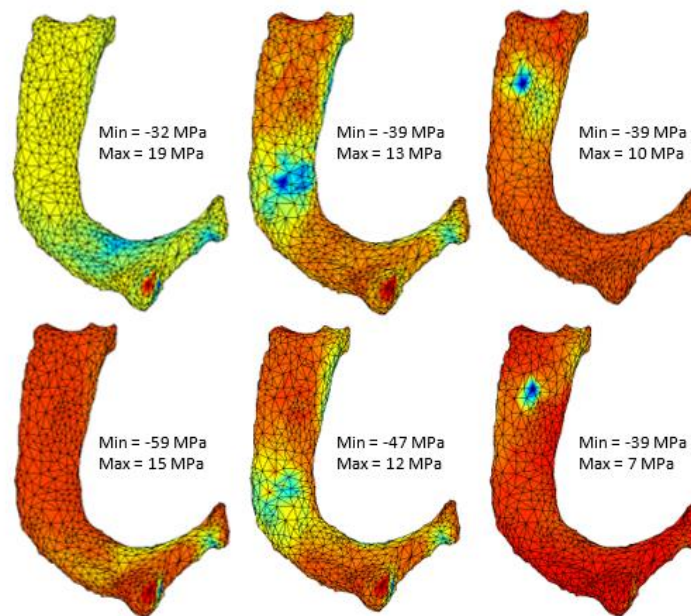 Min = -32 MPa
Max = 19 MPa
Min = -39 MPa
Max = 13 MPa
Min = -39 MPa
Max = 10 MPa
Min = -59 MPa
Max = 15 MPa
Min = -47 MPa
Max = 12 MPa
Min = -39 MPa
Max = 7 MPa